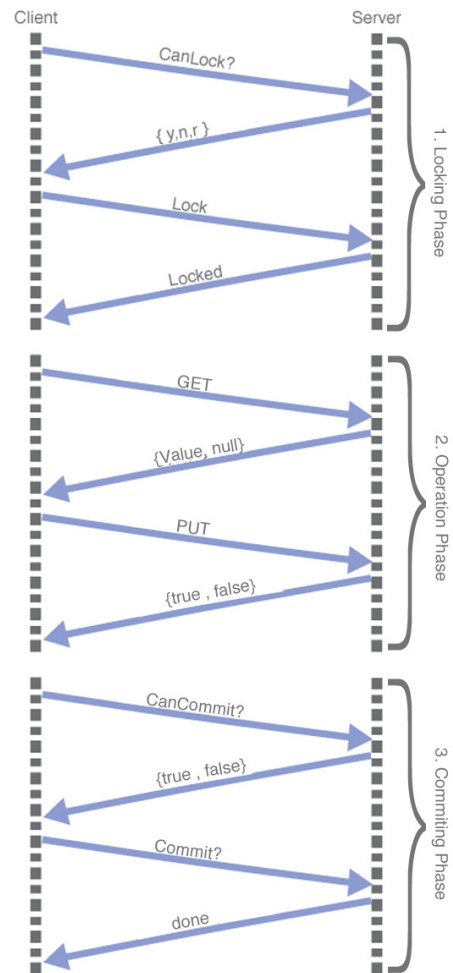 Client
Server
CanLock?
{ y,n,r }
Lock
Locked
1. Locking Phase
GET
{Value, null}
PUT
{true , false}
2. Operation Phase
CanCommit?
{true , false}
Commit?
done
3. Commiting Phase